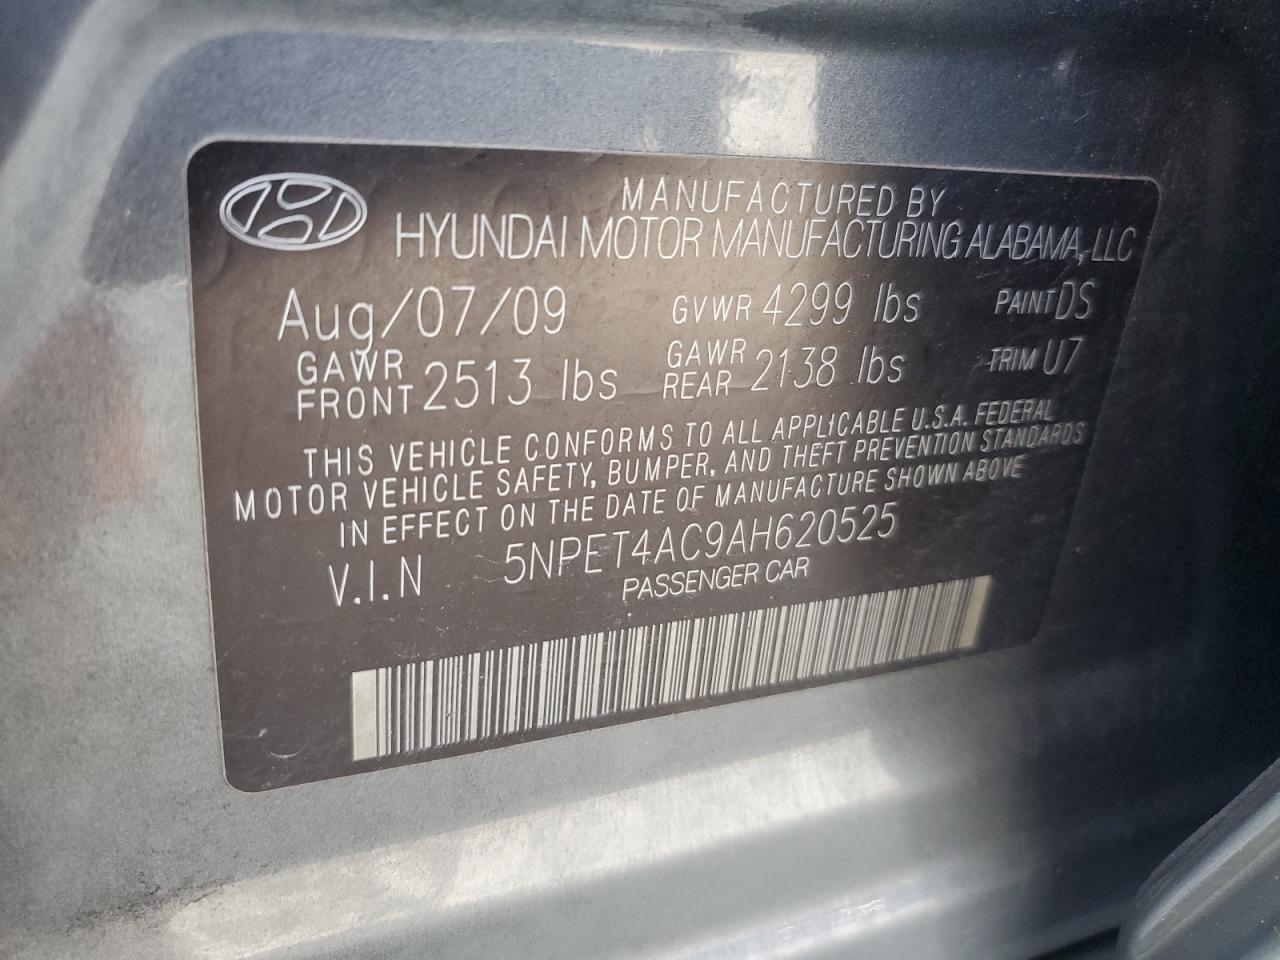 MANUFACTURED BY
HYUNDAI MOTOR MANUFACTURING ALABAMA, LLC
Aug/07/09 GVWR 4299 lbs PAINT DS
GAWR FRONT 2513 lbs GAWR REAR 2138 lbs TRIM U7
THIS VEHICLE CONFORMS TO ALL APPLICABLE U.S.A. FEDERAL
MOTOR VEHICLE SAFETY, BUMPER, AND THEFT PREVENTION STANDARDS
IN EFFECT ON THE DATE OF MANUFACTURE SHOWN ABOVE
V.I.N 5NPET4AC9AH620525
PASSENGER CAR